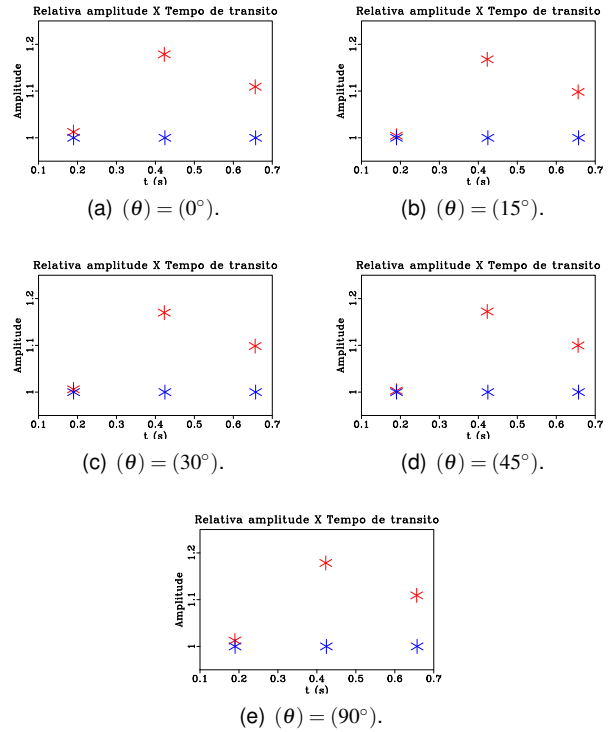 Relativa amplitude X Tempo de transito
Amplitude
1.2
1.1
1
0.1 0.2 0.3 0.4 0.5 0.6 0.7
t (s)
(a) (θ) = (0°).
Relativa amplitude X Tempo de transito
Amplitude
1.2
1.1
1
0.1 0.2 0.3 0.4 0.5 0.6 0.7
t (s)
(b) (θ) = (15°).
Relativa amplitude X Tempo de transito
Amplitude
1.2
1.1
1
0.1 0.2 0.3 0.4 0.5 0.6 0.7
t (s)
(c) (θ) = (30°).
Relativa amplitude X Tempo de transito
Amplitude
1.2
1.1
1
0.1 0.2 0.3 0.4 0.5 0.6 0.7
t (s)
(d) (θ) = (45°).
Relativa amplitude X Tempo de transito
Amplitude
1.2
1.1
1
0.1 0.2 0.3 0.4 0.5 0.6 0.7
t (s)
(e) (θ) = (90°).